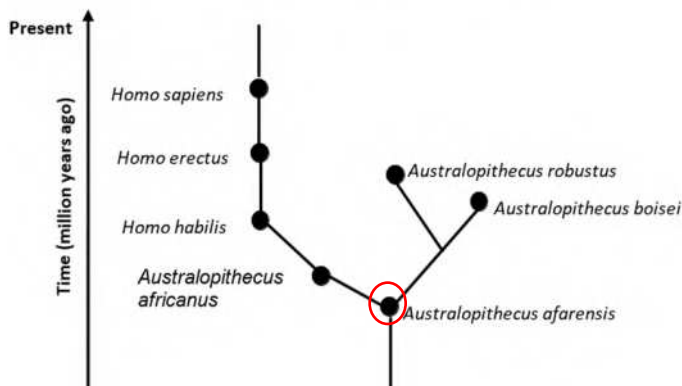 Present
Time (million years ago)
Homo sapiens
Homo erectus
Australopithecus robustus
Australopithecus boisei
Homo habilis
Australopithecus
africanus
Australopithecus afarensis